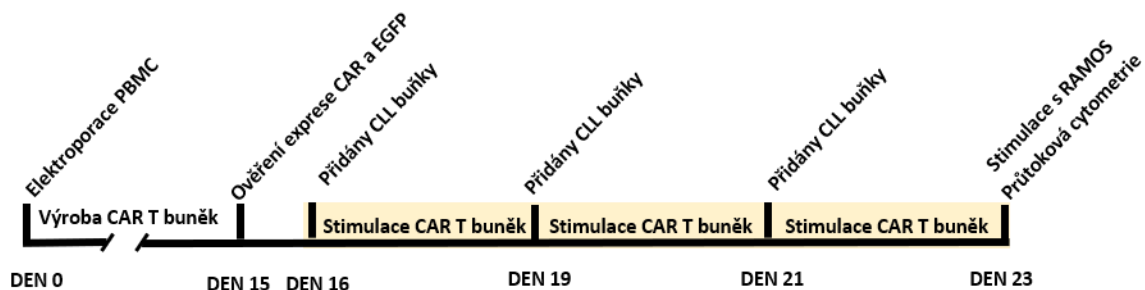 Elektroporace PBMC
Ověření exprese CAR a EGFP
Přidány CLL buňky
Přidány CLL buňky
Přidány CLL buňky
Stimulace s RAMOS
Průtoková cytometrie
Výroba CAR T buněk
Stimulace CAR T buněk
Stimulace CAR T buněk
Stimulace CAR T buněk
DEN 0
DEN 15
DEN 16
DEN 19
DEN 21
DEN 23